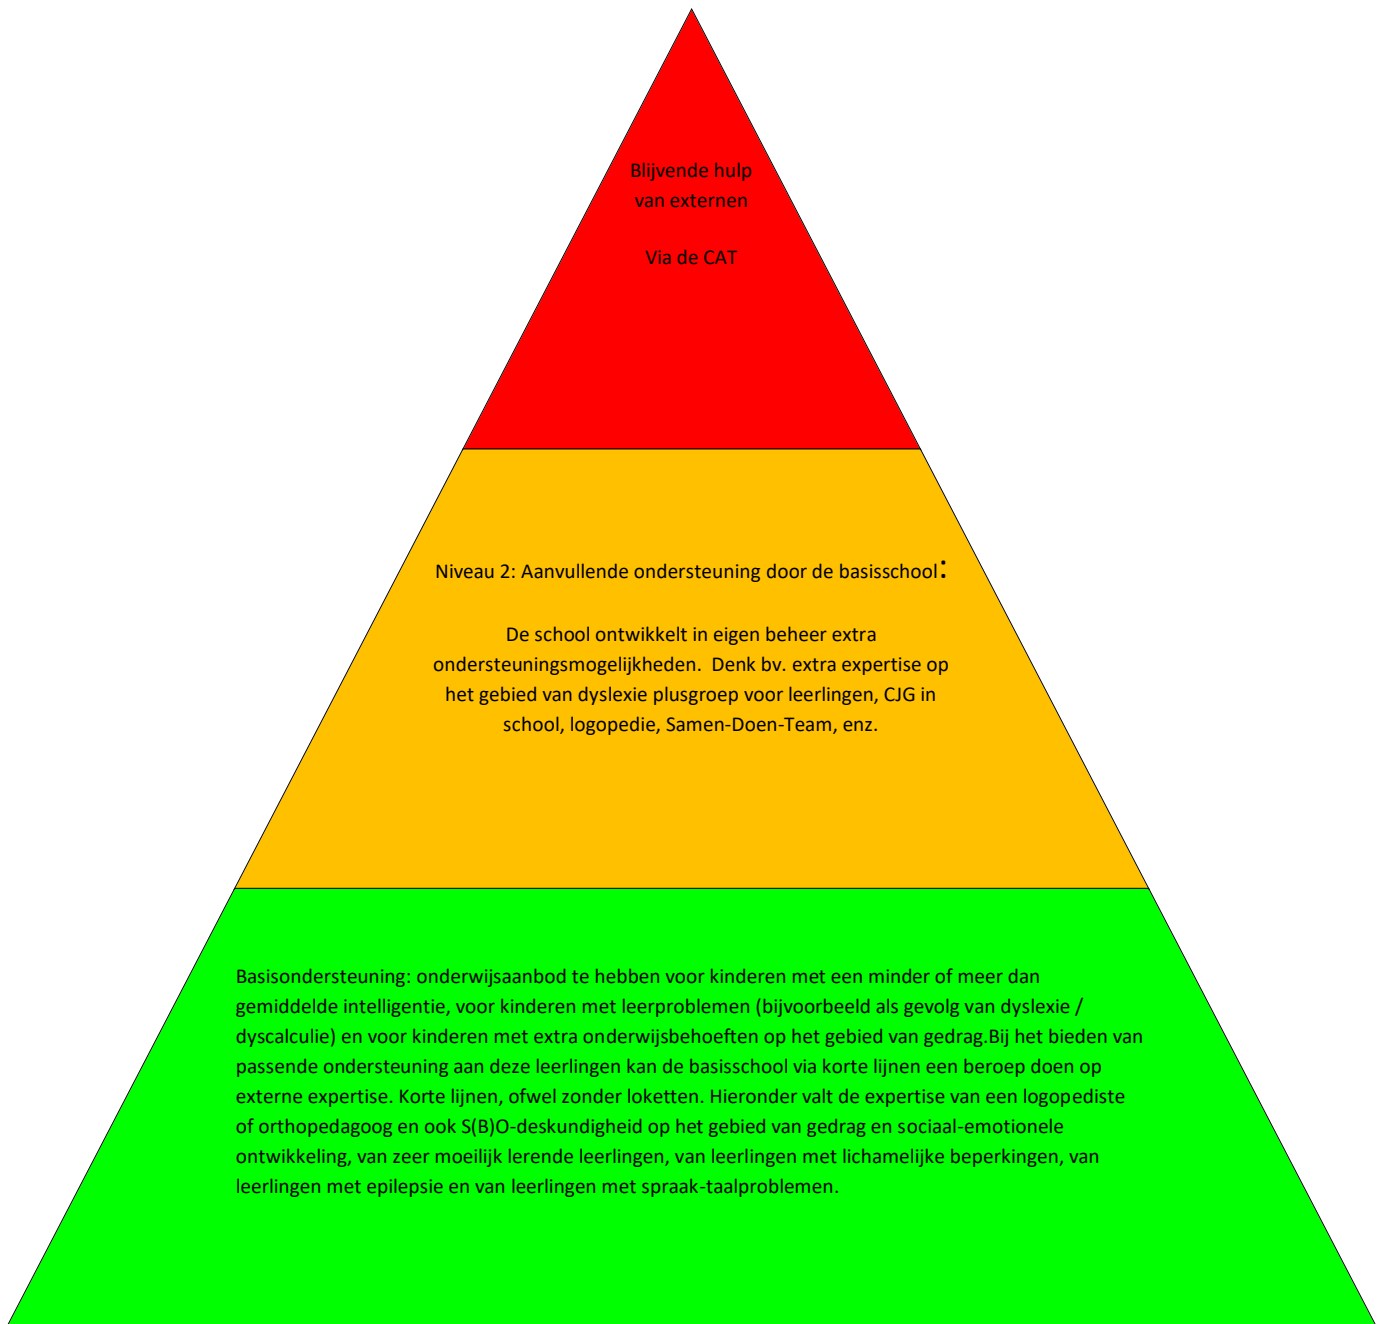 Blijvende hulp
van externen
Via de CAT
Niveau 2: Aanvullende ondersteuning door de basisschool:
De school ontwikkelt in eigen beheer extra
ondersteuningsmogelijkheden.  Denk bv. extra expertise op
het gebied van dyslexie plusgroep voor leerlingen, CJG in
school, logopedie, Samen-Doen-Team, enz.
Basisondersteuning: onderwijsaanbod te hebben voor kinderen met een minder of meer dan
gemiddelde intelligentie, voor kinderen met leerproblemen (bijvoorbeeld als gevolg van dyslexie /
dyscalculie) en voor kinderen met extra onderwijsbehoeften op het gebied van gedrag.Bij het bieden van
passende ondersteuning aan deze leerlingen kan de basisschool via korte lijnen een beroep doen op
externe expertise. Korte lijnen, ofwel zonder loketten. Hieronder valt de expertise van een logopediste
of orthopedagoog en ook S(B)O-deskundigheid op het gebied van gedrag en sociaal-emotionele
ontwikkeling, van zeer moeilijk lerende leerlingen, van leerlingen met lichamelijke beperkingen, van
leerlingen met epilepsie en van leerlingen met spraak-taalproblemen.